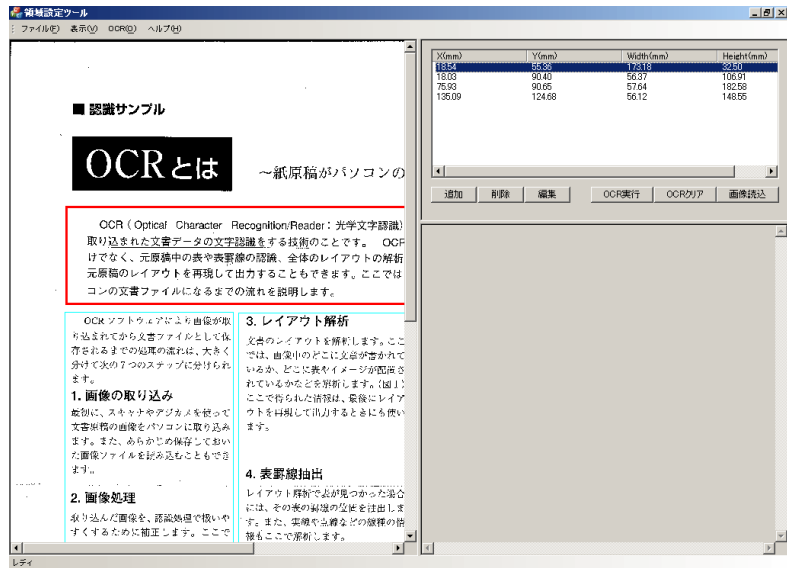 領域設定ツール
ファイル(F) 表示(V) OCR(O) ヘルプ(H)
■ 認識サンプル
OCRとは
～紙原稿がパソコンの
OCR ( Optical Character Recognition/Reader：光学文字認識)
取り込まれた文書データの文字認識をする技術のことです。 OCR
けでなく、元原稿中の表や表罫線の認識、全体のレイアウトの解析
元原稿のレイアウトを再現して出力することもできます。ここでは
コンの文書ファイルになるまでの流れを説明します。
OCR ソフトウェアにより画像が取
り込まれてから文書ファイルとして保
存されるまでの処理の流れは、大きく
分けて次の7つのステップに分けられ
ます。
1. 画像の取り込み
最初に、スキャナやデジカメを使って
文書原稿の画像をパソコンに取り込み
ます。また、あらかじめ保存しておい
た画像ファイルを読み込むこともでき
ます。
2. 画像処理
取り込んだ画像を、認識処理で扱いや
すくするために補正します。ここで
3. レイアウト解析
文書のレイアウトを解析します。ここ
では、画像中のどこに文章が書かれて
いるか、どこに表やイメージが配置さ
れているかなどを解析します。(図1)
ここで得られた情報は、最後にレイア
ウトを再現して出力するときにも使い
ます。
4. 表罫線抽出
レイアウト解析で表が見つかった場合
には、その表の罫線の位置を抽出しま
す。また、実線や点線などの線種の情
報もここで解析します。
X(mm) Y(mm) Width(mm) Height(mm)
18.54 55.36 173.18 32.50
18.03 90.40 56.37 106.91
75.93 90.65 57.64 182.58
135.09 124.68 56.12 148.55
追加 削除 編集 OCR実行 OCRクリア 画像読込
レディ